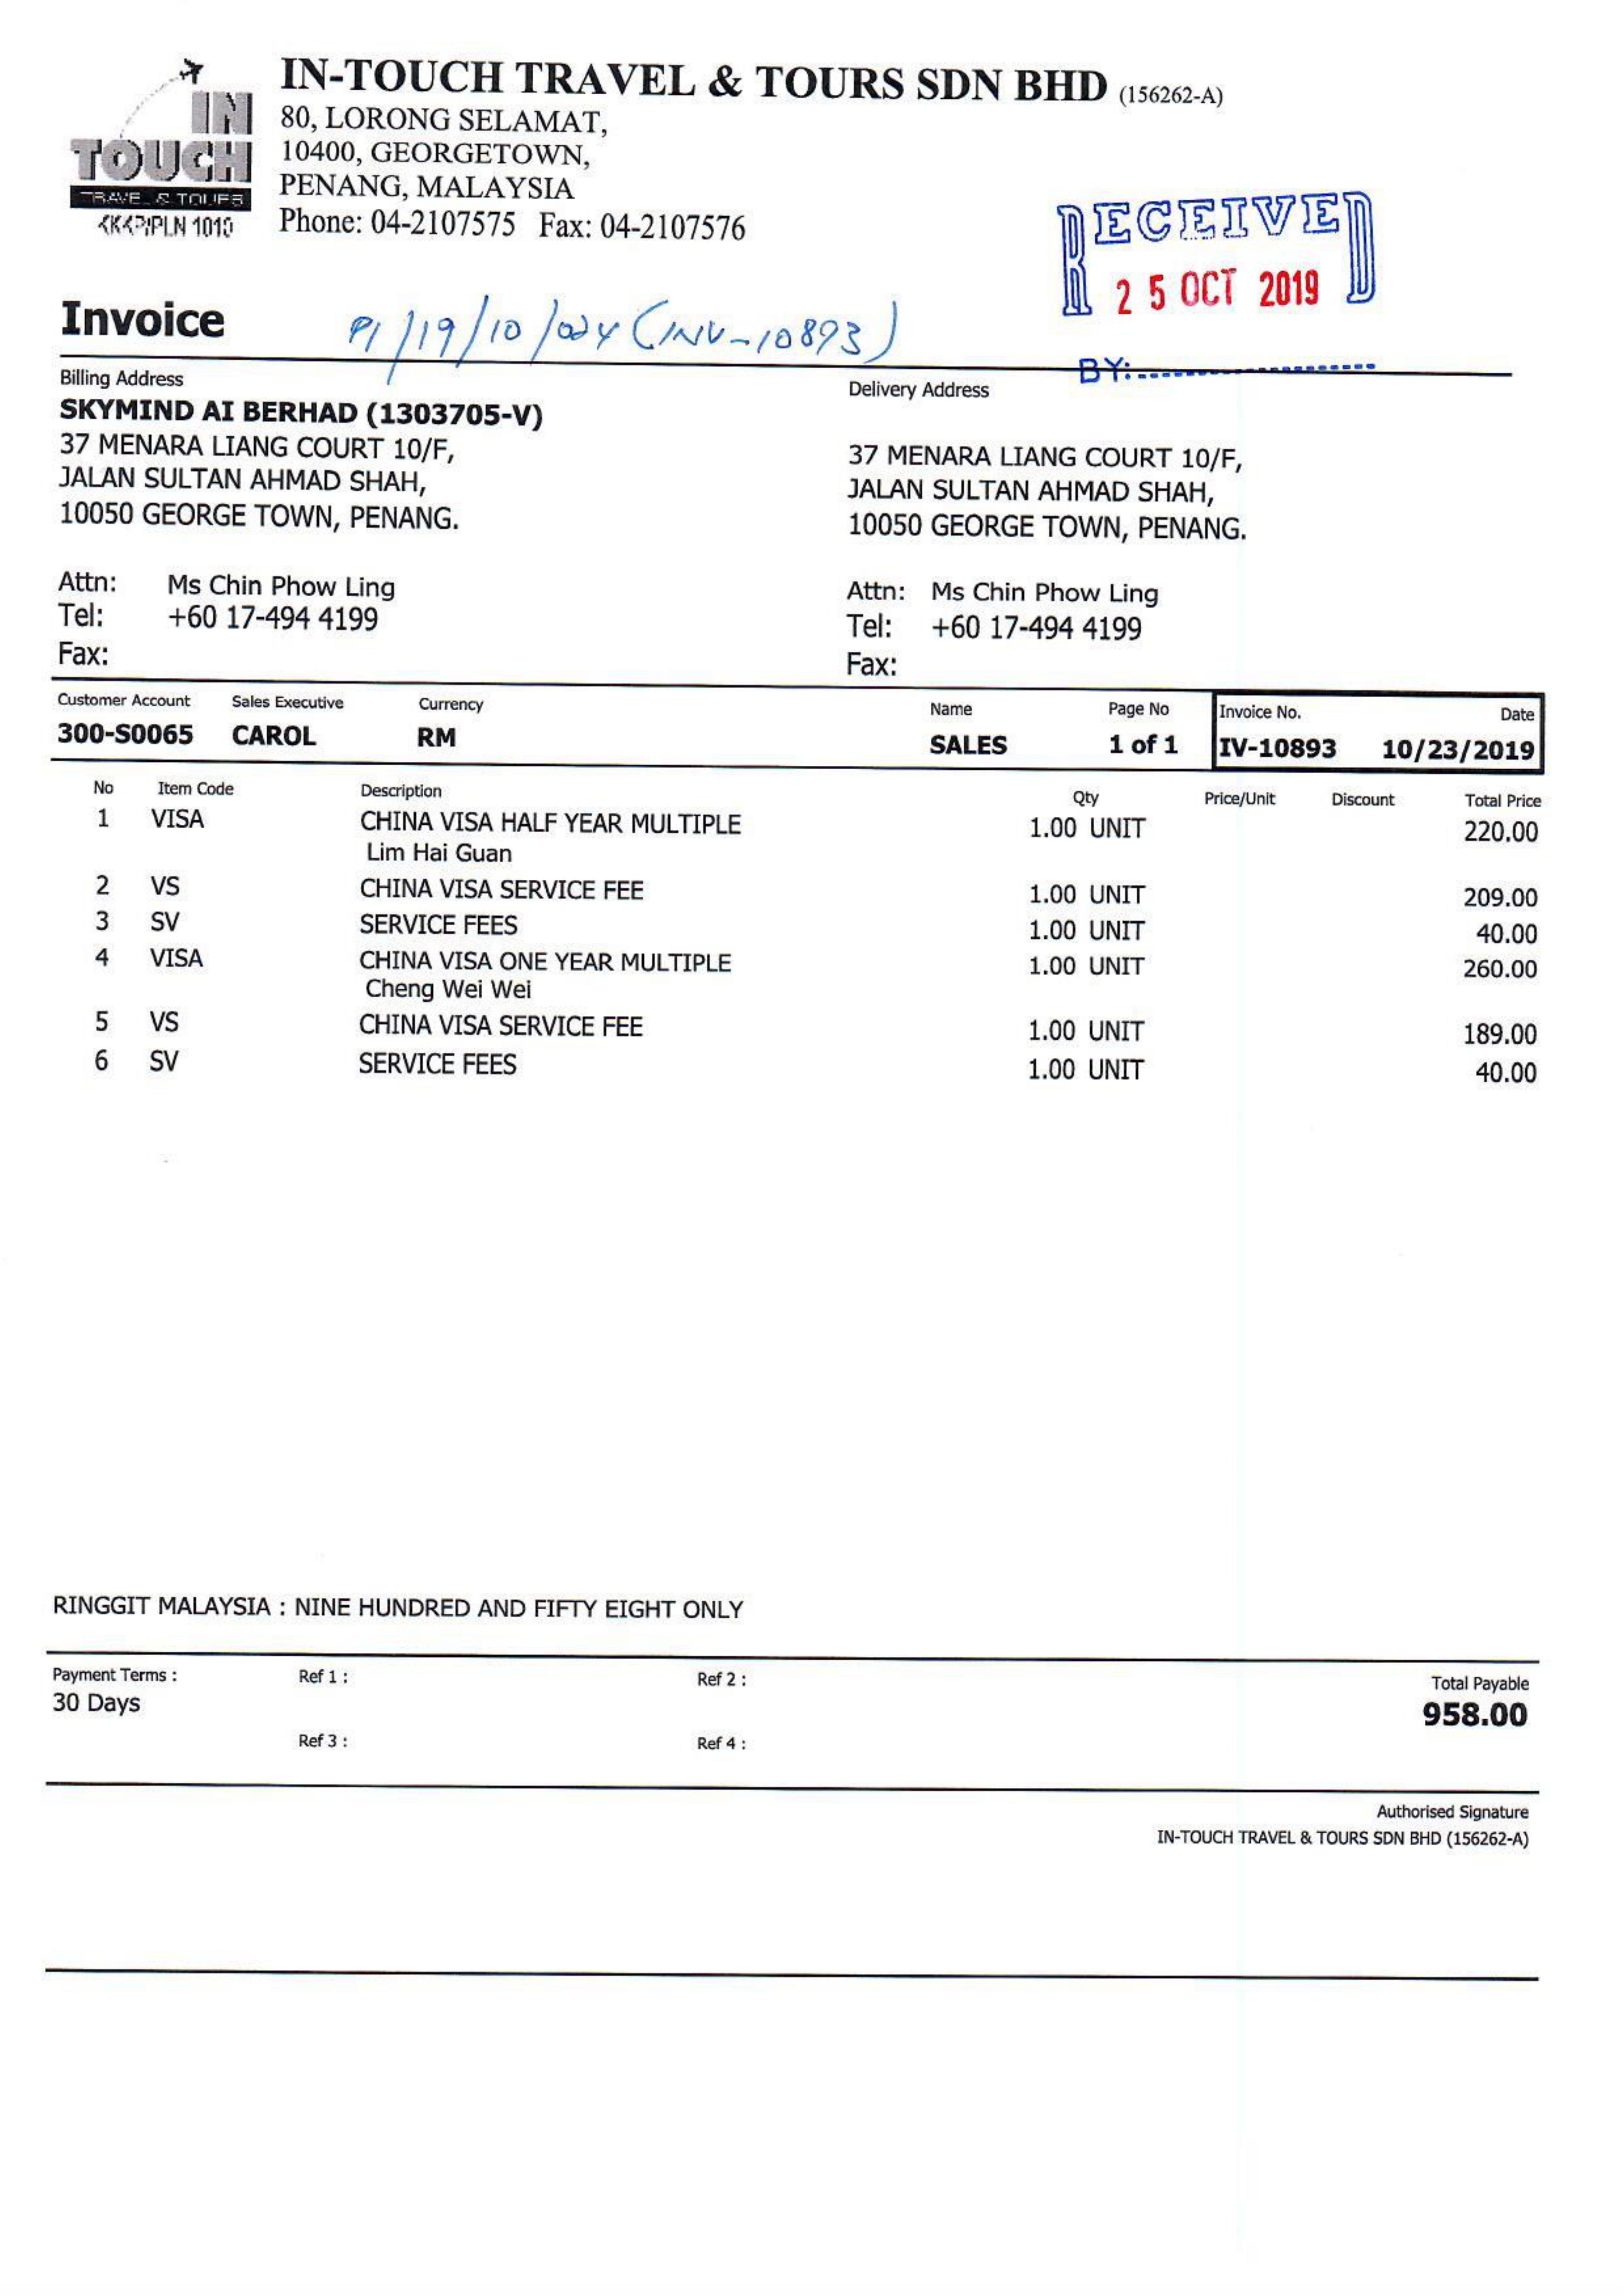 IN-TOUCH TRAVEL & TOURS SDN BHD (156262-A)
80, LORONG SELAMAT,
10400, GEORGETOWN,
PENANG, MALAYSIA
Phone: 04-2107575 Fax: 04-2107576
IN
TOUCH
TRAVEL & TOURS
RECEIVED
25 OCT 2019
BY:
Invoice
(INV-10893)
Billing Address
SKYMIND AI BERHAD (1303705-V)
37 MENARA LIANG COURT 10/F,
JALAN SULTAN AHMAD SHAH,
10050 GEORGE TOWN, PENANG.
Attn: Ms Chin Phow Ling
Tel: +60 17-494 4199
Fax:
Delivery Address
37 MENARA LIANG COURT 10/F,
JALAN SULTAN AHMAD SHAH,
10050 GEORGE TOWN, PENANG.
Attn: Ms Chin Phow Ling
Tel: +60 17-494 4199
Fax:
Customer Account Sales Executive Currency Name Page No Invoice No. Date
300-S0065 CAROL RM SALES 1 of 1 IV-10893 10/23/2019
No Item Code Description Qty Price/Unit Discount Total Price
1 VISA CHINA VISA HALF YEAR MULTIPLE 1.00 UNIT 220.00
Lim Hai Guan
2 VS CHINA VISA SERVICE FEE 1.00 UNIT 209.00
3 SV SERVICE FEES 1.00 UNIT 40.00
4 VISA CHINA VISA ONE YEAR MULTIPLE 1.00 UNIT 260.00
Cheng Wei Wei
5 VS CHINA VISA SERVICE FEE 1.00 UNIT 189.00
6 SV SERVICE FEES 1.00 UNIT 40.00
RINGGIT MALAYSIA : NINE HUNDRED AND FIFTY EIGHT ONLY
Payment Terms : Ref 1 : Ref 2 : Total Payable
30 Days 958.00
Ref 3 : Ref 4 :
Authorised Signature
IN-TOUCH TRAVEL & TOURS SDN BHD (156262-A)